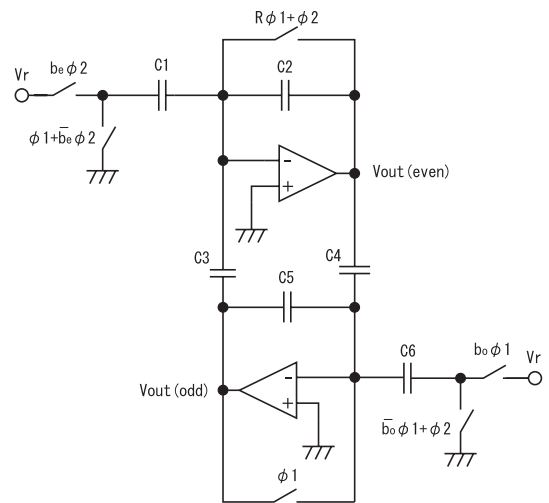 Rφ1+φ2
Vr
beφ2
C1
C2
φ1+b̅eφ2
-
+
Vout(even)
C3
C4
C5
C6
boφ1
Vr
Vout(odd)
-
+
b̅oφ1+φ2
φ1